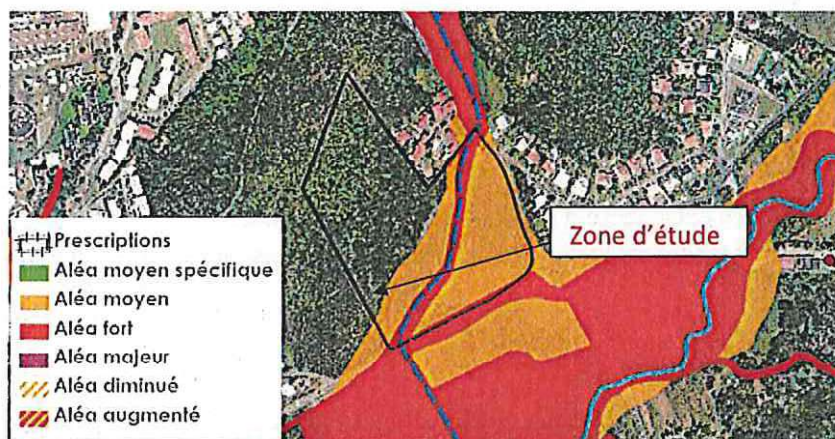 Zone d'étude
Prescriptions
Aléa moyen spécifique
Aléa moyen
Aléa fort
Aléa majeur
Aléa diminué
Aléa augmenté